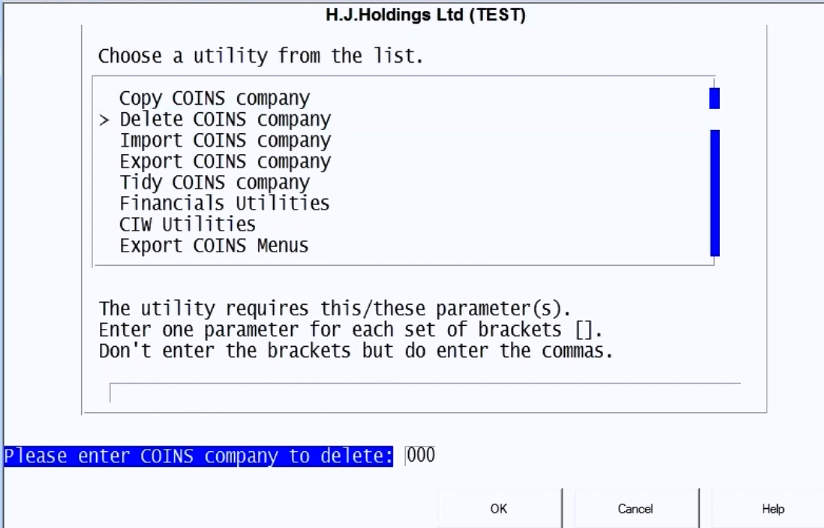 H.J.Holdings Ltd (TEST)
Choose a utility from the list.
Copy COINS company
> Delete COINS company
Import COINS company
Export COINS company
Tidy COINS company
Financials Utilities
CIW Utilities
Export COINS Menus
The utility requires this/these parameter(s).
Enter one parameter for each set of brackets [].
Don't enter the brackets but do enter the commas.
Please enter COINS company to delete: 000
OK Cancel Help